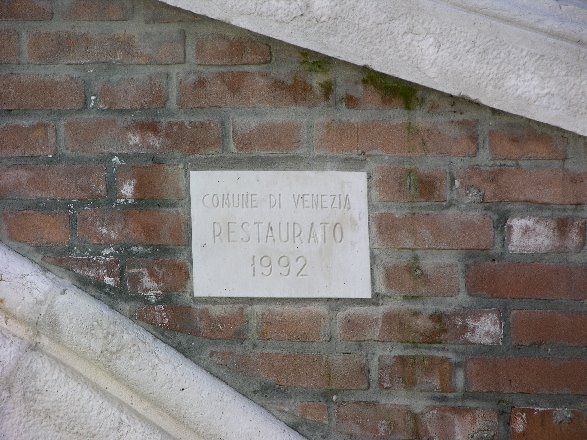 COMUNE DI VENEZIA
RESTAURATO
1992